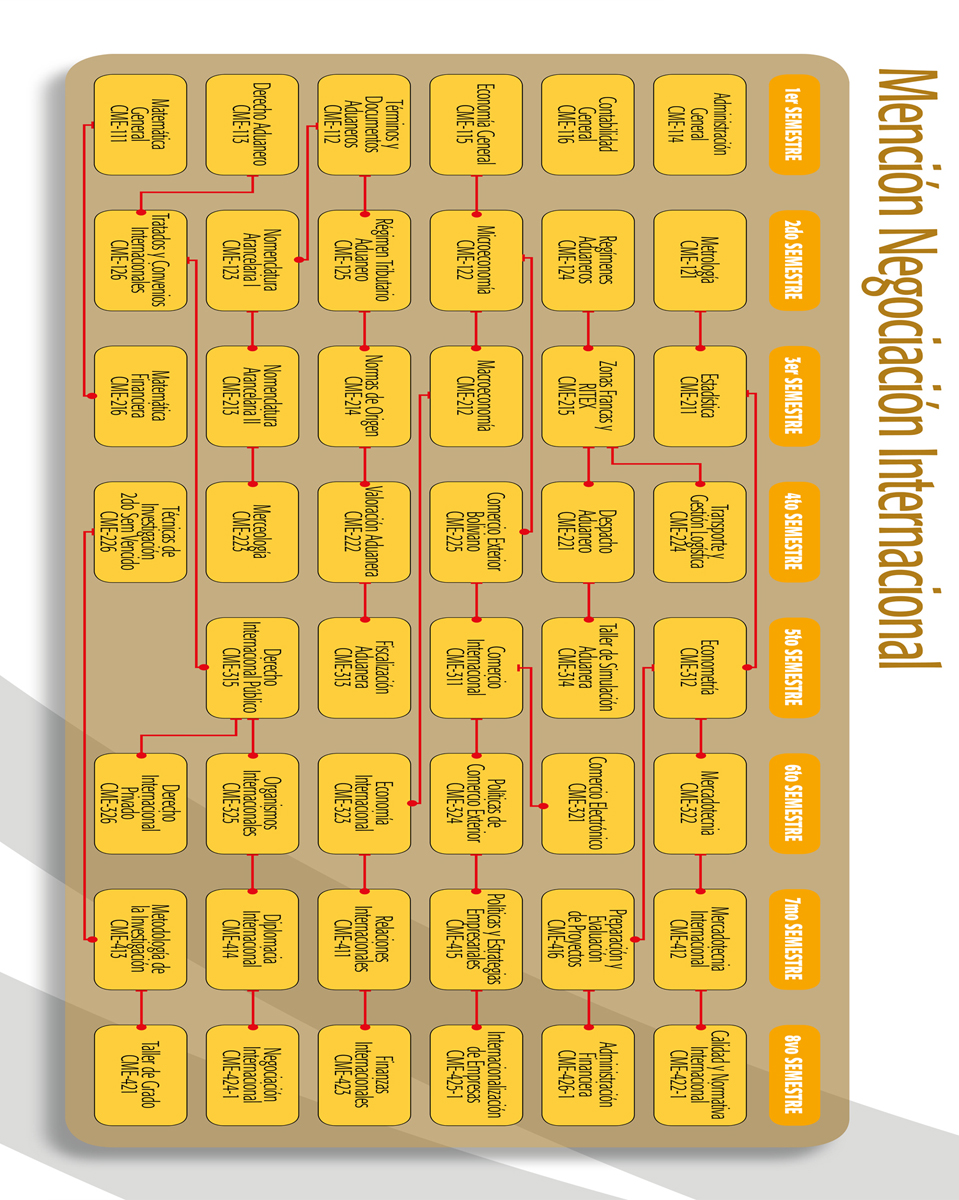 Mención Negociación Internacional
1er SEMESTRE
Administración
General
CME-114
Contabilidad
General
CME-116
Economía General
CME-115
Términos y
Documentos
Aduaneros
CME-112
Derecho Adanero
CME-113
Matemática
General
CME-111
2do SEMESTRE
Metrología
CME-121
Regímenes
Aduaneros
CME-124
Microeconomía
CME-122
Régimen Tributario
Aduanero
CME-125
Nomenclatura
Arancelaria I
CME-123
Tratados y Convenios
Internacionales
CME-126
3er SEMESTRE
Estadística
CME-211
Zonas Francas y
RITEX
CME-215
Macroeconomía
CME-212
Normas de Origen
CME-214
Nomenclatura
Arancelaria II
CME-213
Matemática
Financiera
CME-216
4to SEMESTRE
Transporte y
Gestión Logística
CME-224
Despacho
Aduanero
CME-221
Comercio Exterior
Boliviano
CME-225
Valoración Aduanera
CME-222
Merceología
CME-223
Técnicas de
Investigación
2do Sem Vencido
CME-226
5to SEMESTRE
Econometría
CME-312
Taller de Simulación
Aduanera
CME-314
Comercio
Internacional
CME-311
Fiscalización
Aduanera
CME-313
Derecho
Internacional Público
CME-315
6to SEMESTRE
Mercadotecnia
CME-322
Comercio Electrónico
CME-321
Políticas de
Comercio Exterior
CME-324
Economía
Internacional
CME-323
Organismos
Internacionales
CME-325
Derecho
Internacional
Privado
CME-326
7mo SEMESTRE
Mercadotecnia
Internacional
CME-412
Preparación y
Evaluación
de Proyectos
CME-416
Políticas y Estrategias
Empresariales
CME-415
Relaciones
Internacionales
CME-411
Diplomacia
Internacional
CME-414
Metodología de
la Investigación
CME-413
8vo SEMESTRE
Calidad y Normativa
Internacional
CME-422-1
Administración
Financiera
CME-426-1
Internacionalización
de Empresas
CME-425-1
Finanzas
Internacionales
CME-423
Negociación
Internacional
CME-424-1
Taller de Grado
CME-421